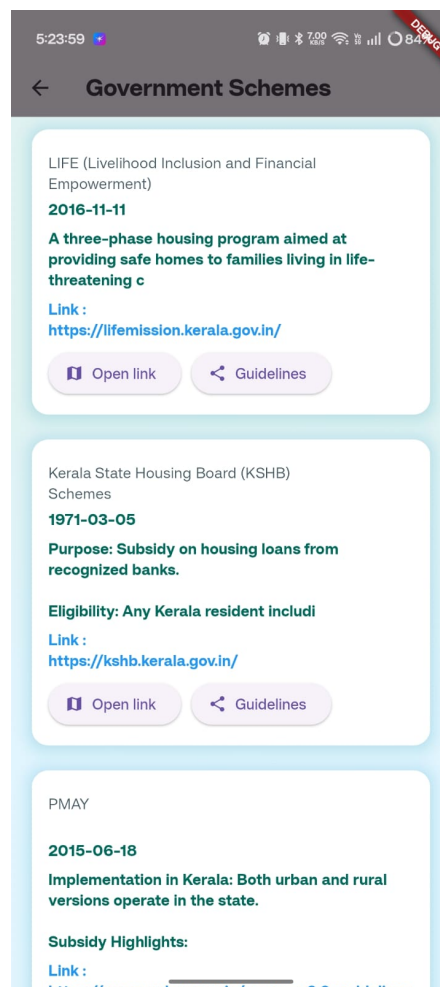 5:23:59
7.00
KB/S
84%
DEBUG
Government Schemes
LIFE (Livelihood Inclusion and Financial
Empowerment)
2016-11-11
A three-phase housing program aimed at
providing safe homes to families living in life-
threatening c
Link :
https://lifemission.kerala.gov.in/
Open link
Guidelines
Kerala State Housing Board (KSHB)
Schemes
1971-03-05
Purpose: Subsidy on housing loans from
recognized banks.
Eligibility: Any Kerala resident includi
Link :
https://kshb.kerala.gov.in/
Open link
Guidelines
PMAY
2015-06-18
Implementation in Kerala: Both urban and rural
versions operate in the state.
Subsidy Highlights:
Link :